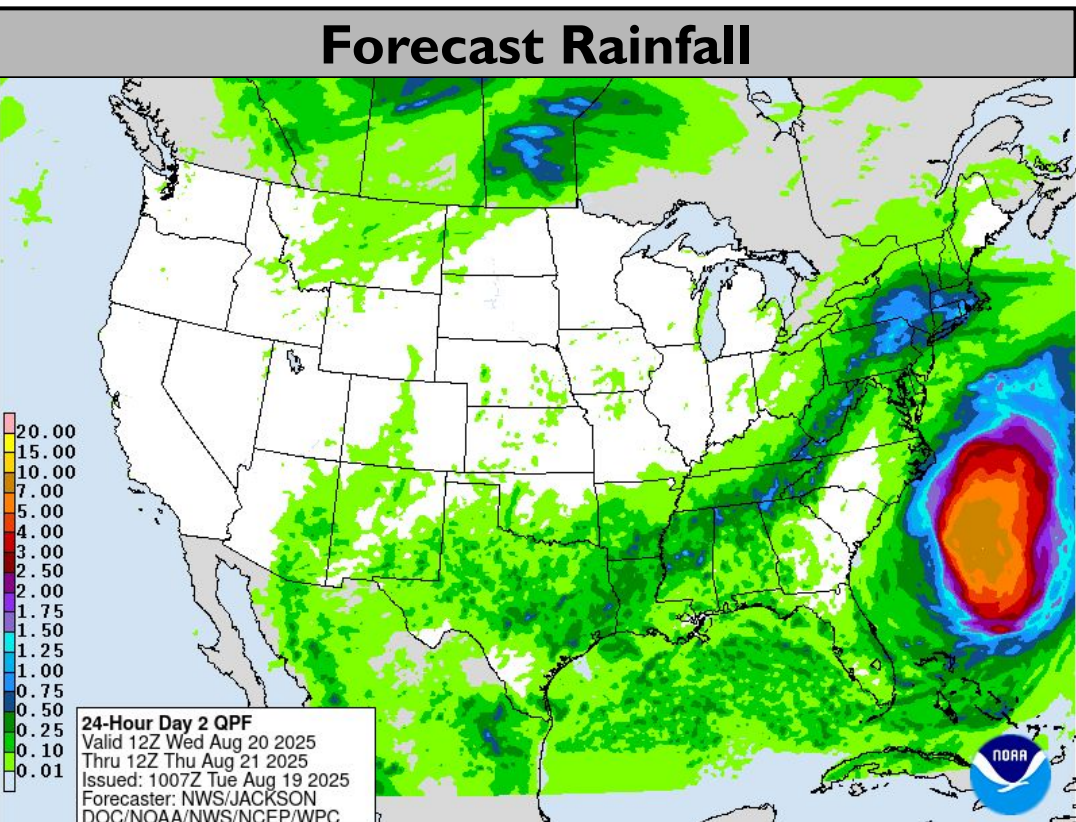 Forecast Rainfall
20.00
15.00
10.00
7.00
5.00
4.00
3.00
2.50
2.00
1.75
1.50
1.25
1.00
0.75
0.50
0.25
0.10
0.01
24-Hour Day 2 QPF
Valid 12Z Wed Aug 20 2025
Thru 12Z Thu Aug 21 2025
Issued: 1007Z Tue Aug 19 2025
Forecaster: NWS/JACKSON
DOC/NOAA/NWS/NCEP/WPC
NOAA